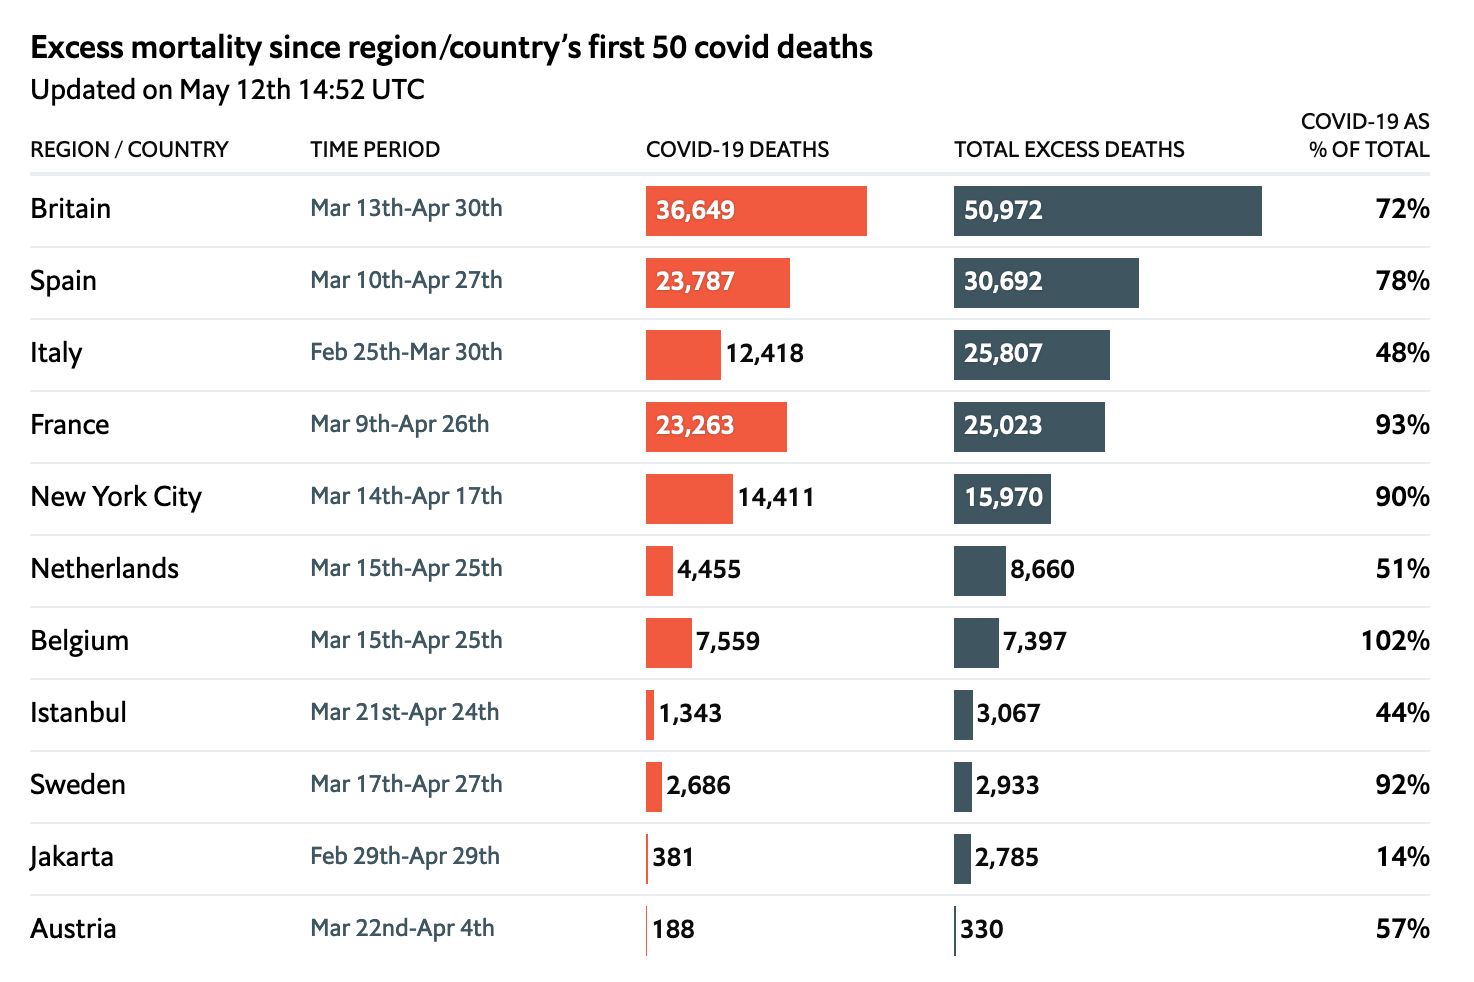 Excess mortality since region/country’s first 50 covid deaths
Updated on May 12th 14:52 UTC
REGION / COUNTRY TIME PERIOD COVID-19 DEATHS TOTAL EXCESS DEATHS COVID-19 AS
% OF TOTAL
Britain Mar 13th-Apr 30th 36,649 50,972 72%
Spain Mar 10th-Apr 27th 23,787 30,692 78%
Italy Feb 25th-Mar 30th 12,418 25,807 48%
France Mar 9th-Apr 26th 23,263 25,023 93%
New York City Mar 14th-Apr 17th 14,411 15,970 90%
Netherlands Mar 15th-Apr 25th 4,455 8,660 51%
Belgium Mar 15th-Apr 25th 7,559 7,397 102%
Istanbul Mar 21st-Apr 24th 1,343 3,067 44%
Sweden Mar 17th-Apr 27th 2,686 2,933 92%
Jakarta Feb 29th-Apr 29th 381 2,785 14%
Austria Mar 22nd-Apr 4th 188 330 57%